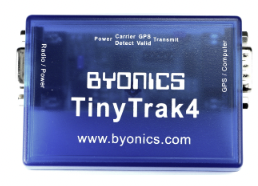 Power Carrier Detect GPS Valid Transmit
Radio / Power
GPS / Computer
BYONICS
TinyTrak4
www.byonics.com